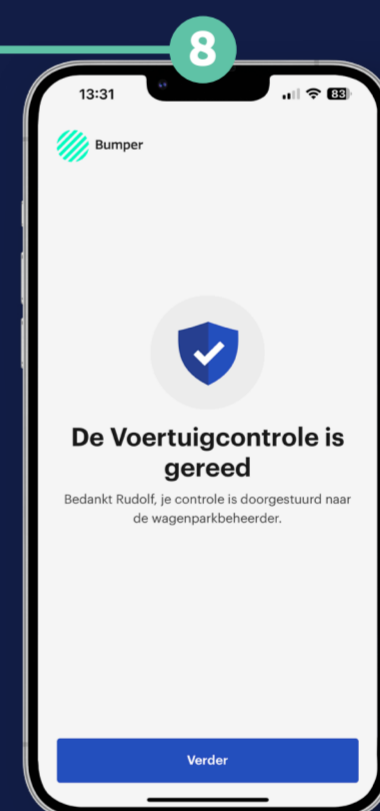 8
13:31
83
Bumper
De Voertuigcontrole is
gereed
Bedankt Rudolf, je controle is doorgestuurd naar
de wagenparkbeheerder.
Verder